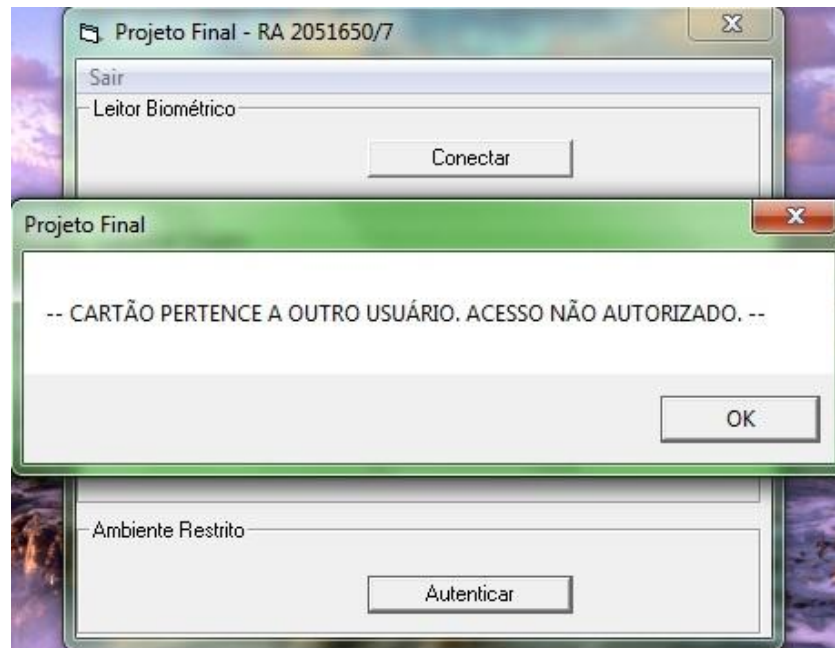 Projeto Final - RA 2051650/7
Sair
Leitor Biométrico
Conectar
Projeto Final
-- CARTÃO PERTENCE A OUTRO USUÁRIO. ACESSO NÃO AUTORIZADO. --
OK
Ambiente Restrito
Autenticar